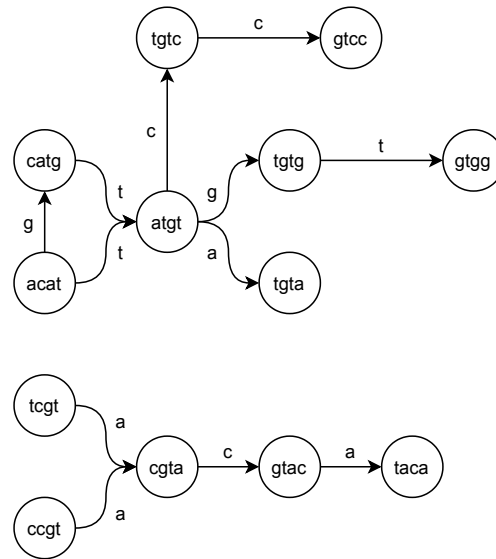 tgtc c gtcc
c
catg t tgtg t gtgg
g atgt g
acat t a tgta
tcgt a
cgta c gtac a taca
ccgt a